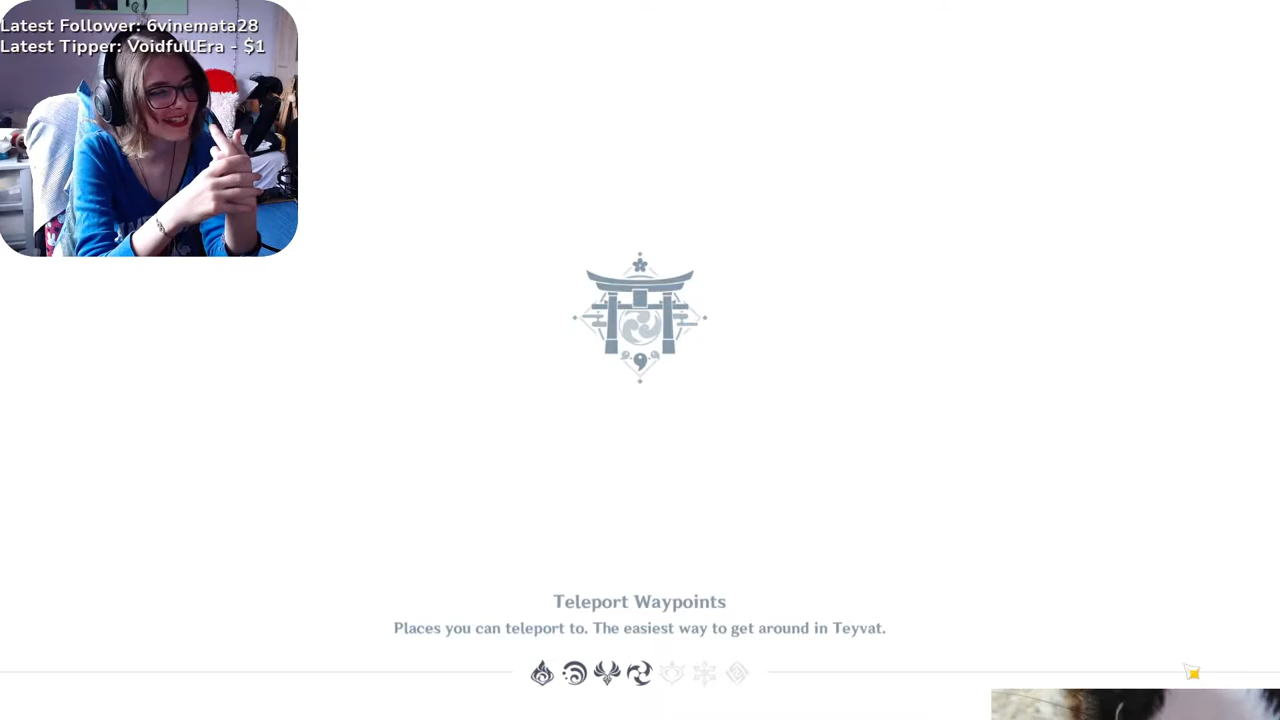 Latest Follower: 6vinemata28
Latest Tipper: VoidfullEra - $1
Teleport Waypoints
Places you can teleport to. The easiest way to get around in Teyvat.